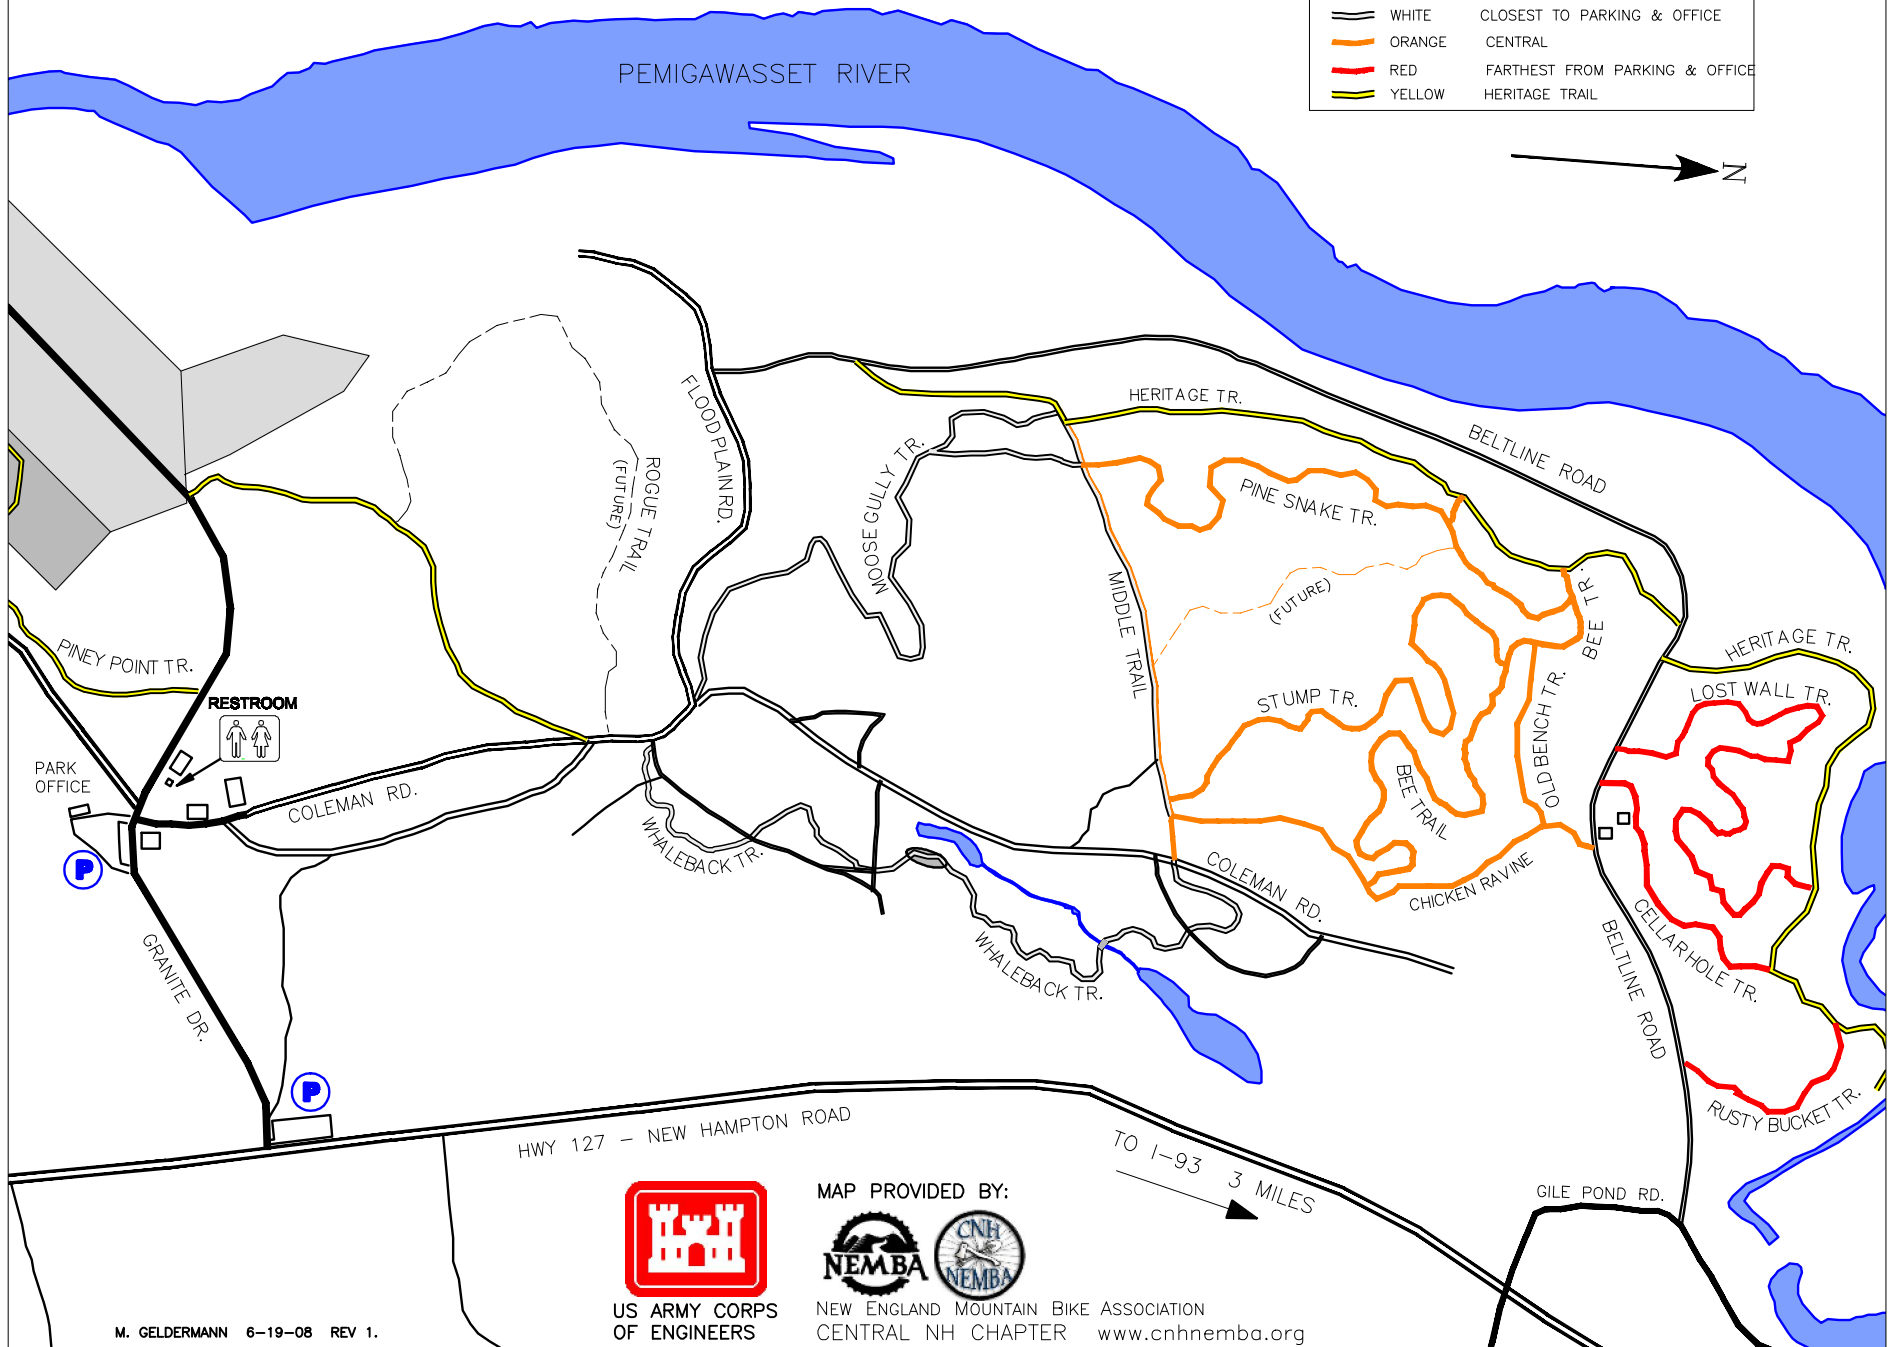 WHITE CLOSEST TO PARKING & OFFICE
ORANGE CENTRAL
RED FARTHEST FROM PARKING & OFFICE
YELLOW HERITAGE TRAIL
PEMIGAWASSET RIVER
N
HERITAGE TR.
BELTLINE ROAD
FLOODPLAIN RD.
ROGUE TRAIL
(FUTURE)
MOOSE GULLY TR.
PINE SNAKE TR.
MIDDLE TRAIL
(FUTURE)
BEE TR.
HERITAGE TR.
LOST WALL TR.
PINEY POINT TR.
RESTROOM
STUMP TR.
OLD BENCH TR.
BEE TRAIL
PARK
OFFICE
COLEMAN RD.
WHALEBACK TR.
COLEMAN RD.
CHICKEN RAVINE
CELLARHOLE TR.
P
GRANITE DR.
WHALEBACK TR.
BELTLINE ROAD
P
RUSTY BUCKET TR.
HWY 127 – NEW HAMPTON ROAD
TO I-93 3 MILES
GILE POND RD.
MAP PROVIDED BY:
NEMBA
CNH
NEMBA
US ARMY CORPS
OF ENGINEERS
NEW ENGLAND MOUNTAIN BIKE ASSOCIATION
CENTRAL NH CHAPTER www.cnhnemba.org
M. GELDERMANN 6-19-08 REV 1.